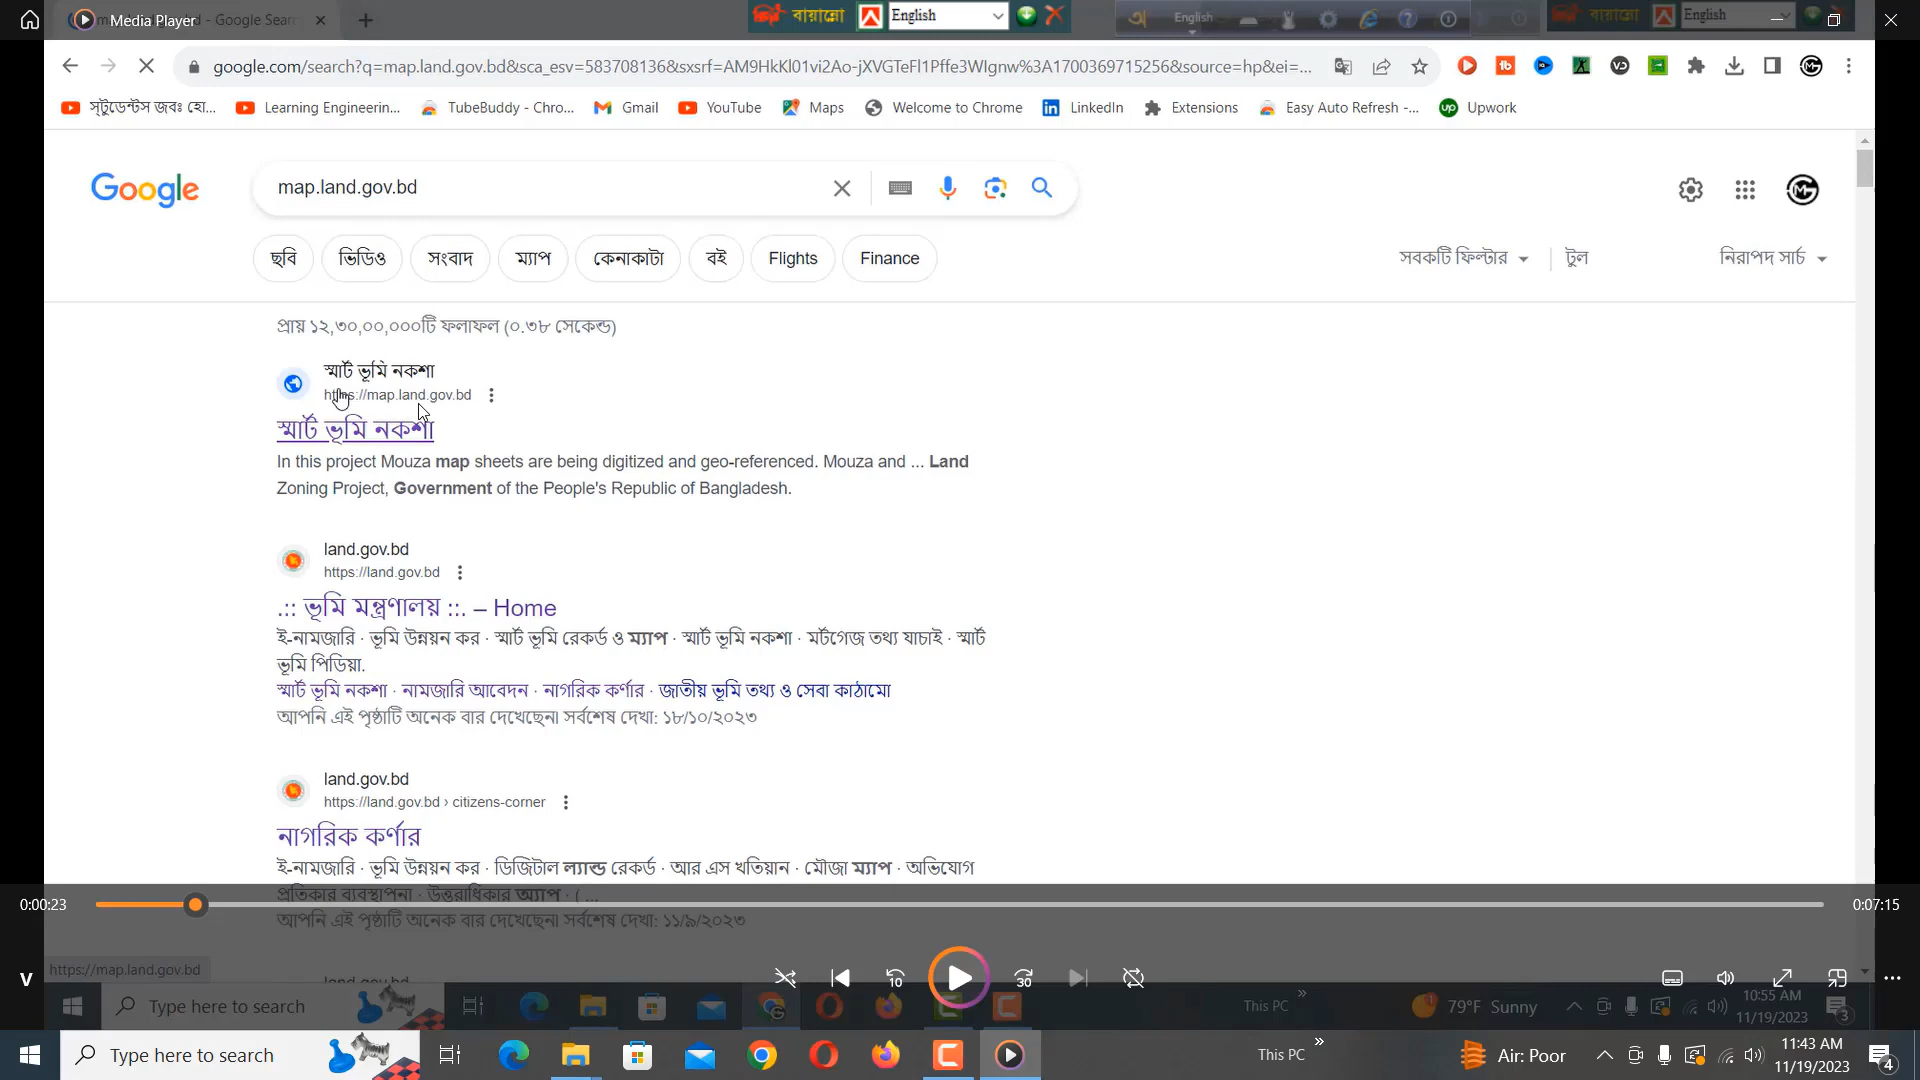 Media Player
- Google Sear
বায়ান্নো
English
English
বায়ান্নো
English
google.com/search?q=map.land.gov.bd&sca_esv=583708136&sxsrf=AM9HkKl01vi2Ao-jXVGTeFl1Pffe3WIgnw%3A1700369715256&source=hp&ei=...
স্টুডেন্টস জবঃ হো...
Learning Engineerin...
TubeBuddy - Chro...
Gmail
YouTube
Maps
Welcome to Chrome
LinkedIn
Extensions
Easy Auto Refresh -...
Upwork
Google
map.land.gov.bd
ছবি
ভিডিও
সংবাদ
ম্যাপ
কেনাকাটা
বই
Flights
Finance
সবকটি ফিল্টার
টুল
নিরাপদ সার্চ
প্রায় ১২,৩০,০০,০০০টি ফলাফল (০.৩৮ সেকেন্ড)
স্মার্ট ভূমি নকশা
https://map.land.gov.bd
স্মার্ট ভূমি নকশা
In this project Mouza map sheets are being digitized and geo-referenced. Mouza and ... Land
Zoning Project, Government of the People's Republic of Bangladesh.
land.gov.bd
https://land.gov.bd
.:: ভূমি মন্ত্রণালয় ::. – Home
ই-নামজারি · ভূমি উন্নয়ন কর · স্মার্ট ভূমি রেকর্ড ও ম্যাপ · স্মার্ট ভূমি নকশা · মর্টগেজ তথ্য যাচাই · স্মার্ট
ভূমি পিডিয়া.
স্মার্ট ভূমি নকশা · নামজারি আবেদন · নাগরিক কর্ণার · জাতীয় ভূমি তথ্য ও সেবা কাঠামো
আপনি এই পৃষ্ঠাটি অনেক বার দেখেছেন৷ সর্বশেষ দেখা: ১৮/১০/২০২৩
land.gov.bd
https://land.gov.bd › citizens-corner
নাগরিক কর্ণার
ই-নামজারি · ভূমি উন্নয়ন কর · ডিজিটাল ল্যান্ড রেকর্ড · আর এস খতিয়ান · মৌজা ম্যাপ · অভিযোগ
প্রতিকার ব্যবস্থাপনা · উত্তরাধিকার অ্যাপ · ( ...
0:00:23
0:07:15
আপনি এই পৃষ্ঠাটি অনেক বার দেখেছেন৷ সর্বশেষ দেখা: ১১/৯/২০২৩
V
https://map.land.gov.bd
land.gov.bd
10
30
Type here to search
This PC
79°F Sunny
10:55 AM
11/19/2023
3
Type here to search
This PC
Air: Poor
11:43 AM
11/19/2023
4